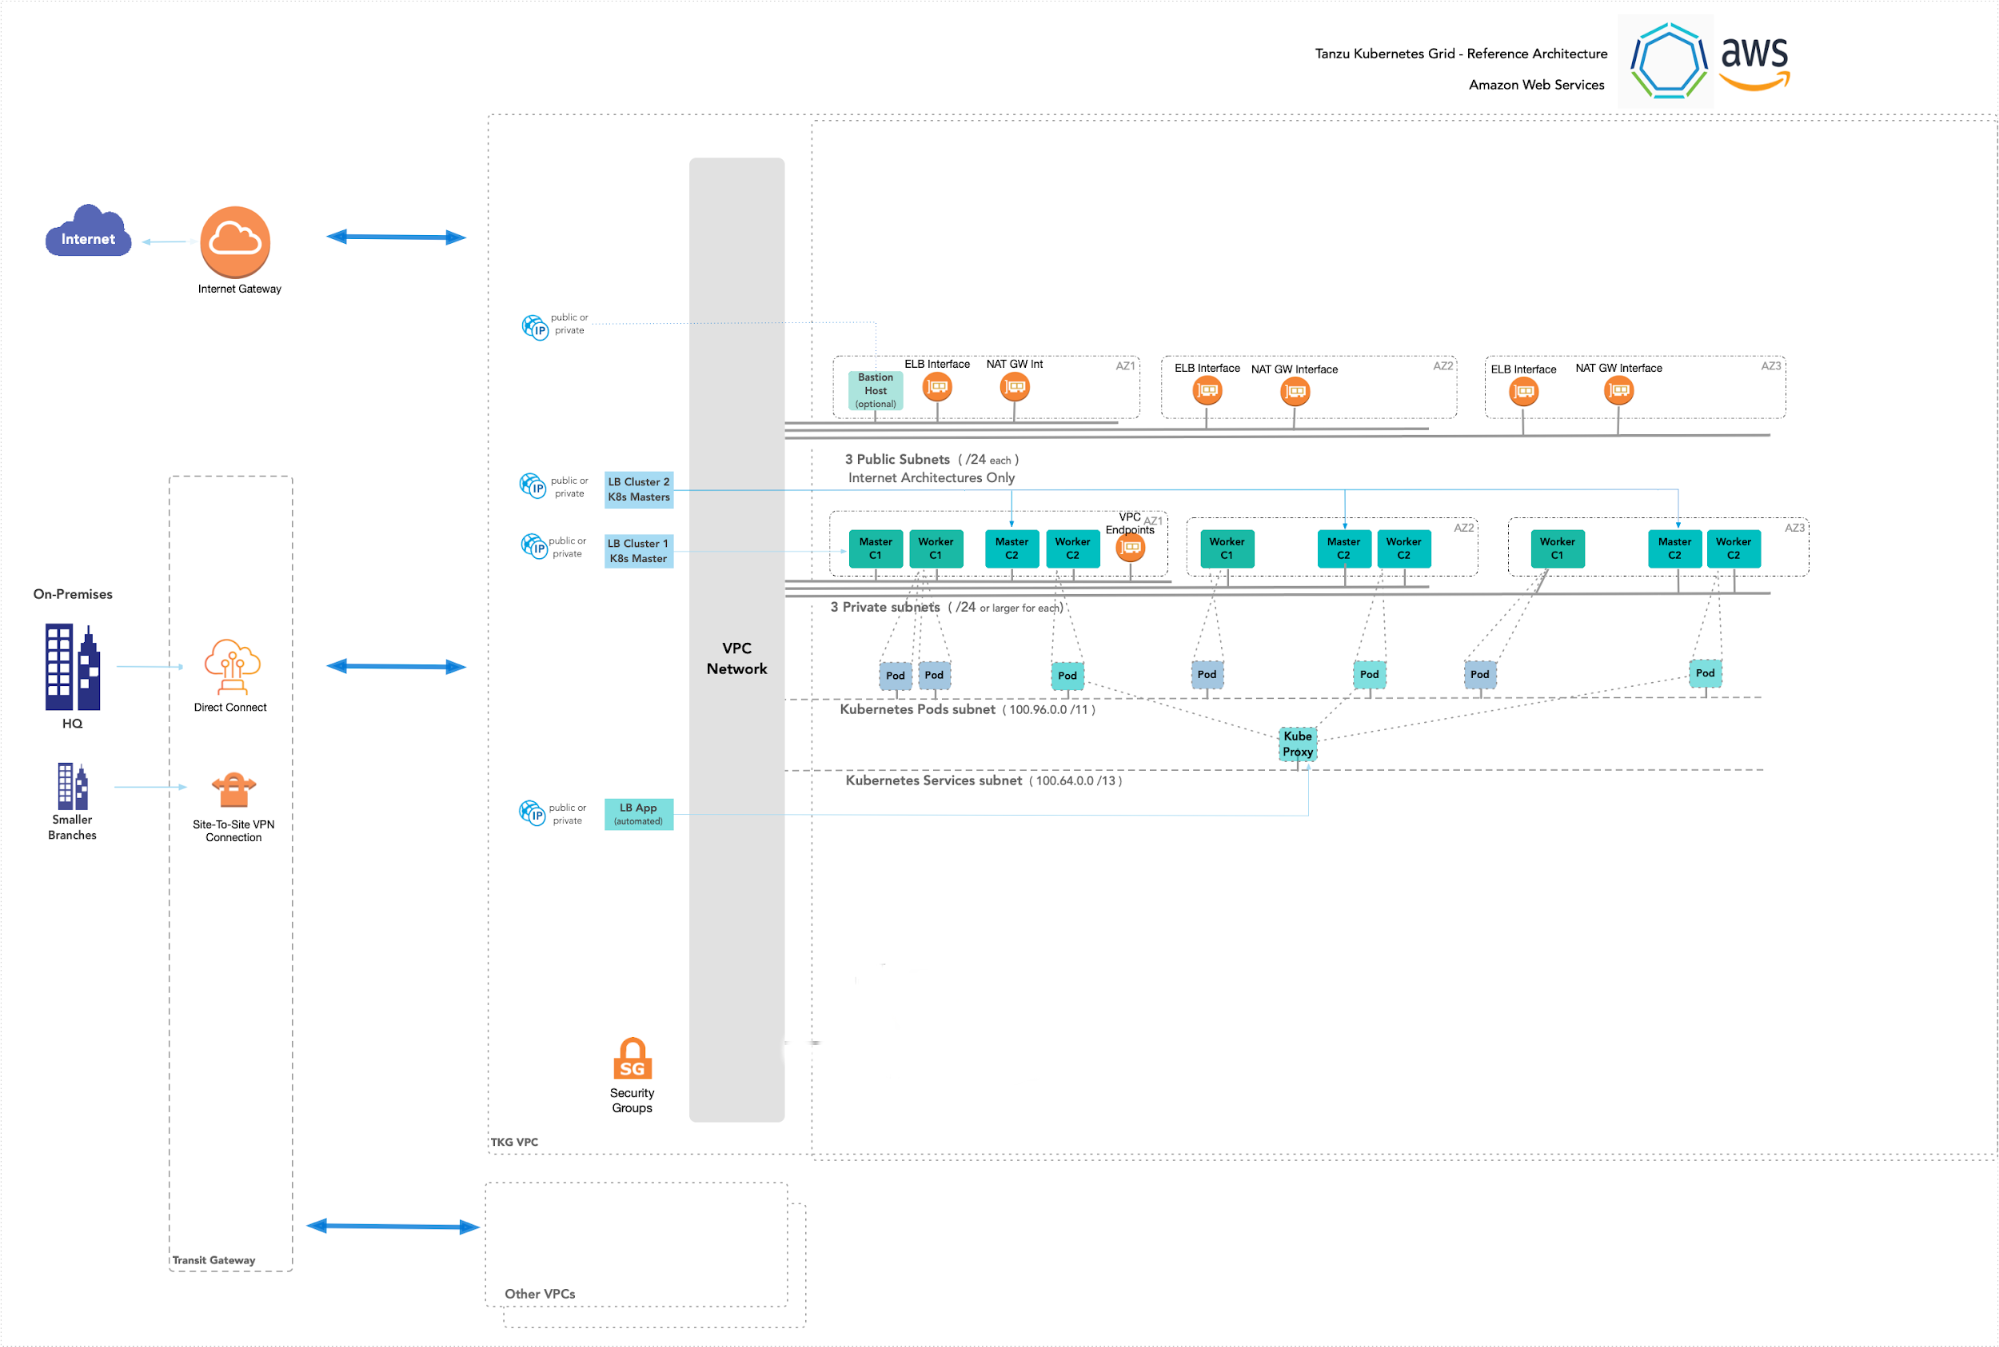 Tanzu Kubernetes Grid - Reference Architecture
Amazon Web Services
aws
Internet
Internet Gateway
public or
private
Bastion
Host
(optional)
ELB Interface
NAT GW Int
AZ1
ELB Interface
NAT GW Interface
AZ2
ELB Interface
NAT GW Interface
AZ3
IP
3 Public Subnets ( /24 each )
Internet Architectures Only
IP
public or
private
LB Cluster 2
K8s Masters
IP
public or
private
LB Cluster 1
K8s Master
Master
C1
Worker
C1
Master
C2
Worker
C2
VPC
Endpoints
AZ1
Worker
C1
Master
C2
Worker
C2
AZ2
Worker
C1
Master
C2
Worker
C2
AZ3
3 Private subnets ( /24 or larger for each)
On-Premises
HQ
Direct Connect
Smaller
Branches
Site-To-Site VPN
Connection
Transit Gateway
VPC
Network
Pod
Pod
Pod
Pod
Pod
Pod
Pod
Kubernetes Pods subnet ( 100.96.0.0 /11 )
Kube
Proxy
Kubernetes Services subnet ( 100.64.0.0 /13 )
IP
public or
private
LB App
(automated)
SG
Security
Groups
TKG VPC
Other VPCs